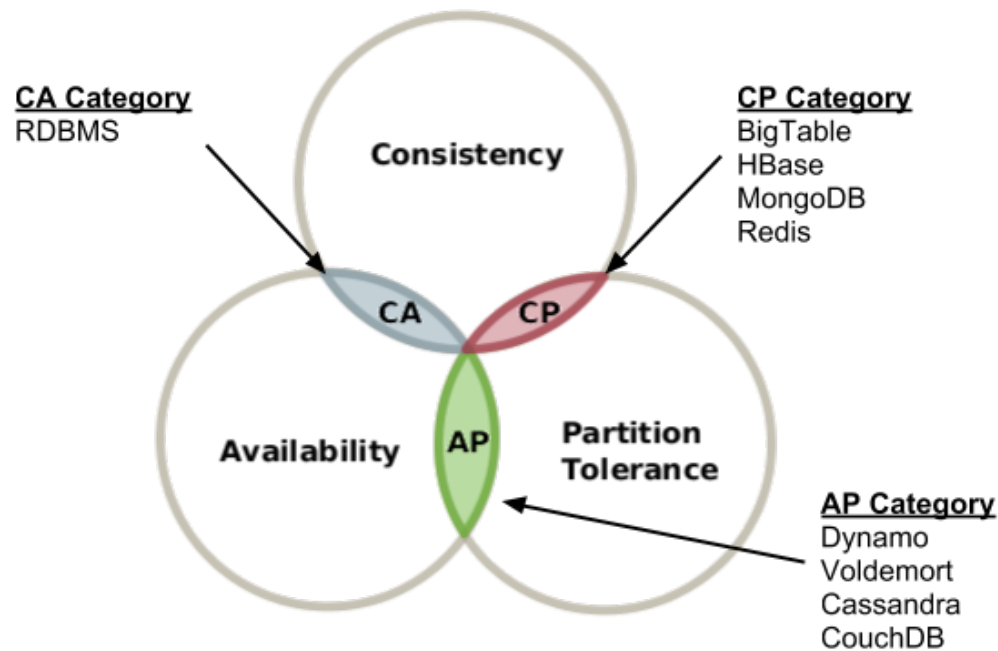 CA Category
RDBMS
CP Category
BigTable
HBase
MongoDB
Redis
Consistency
CA
CP
Availability
AP
Partition
Tolerance
AP Category
Dynamo
Voldemort
Cassandra
CouchDB